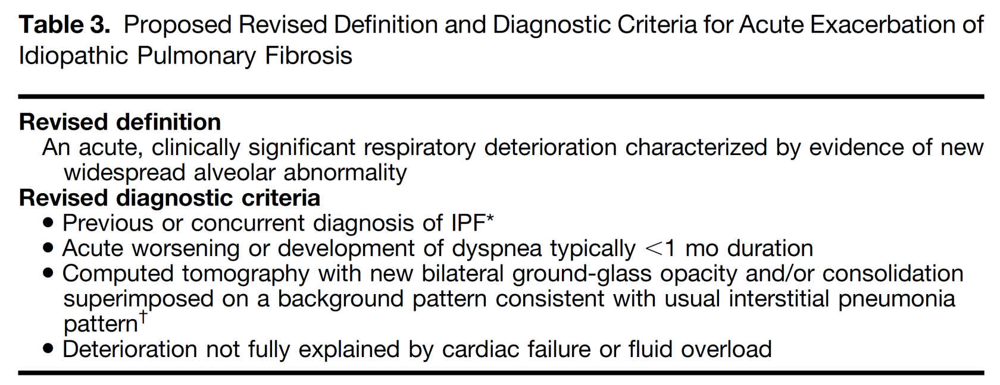 Table 3. Proposed Revised Definition and Diagnostic Criteria for Acute Exacerbation of
Idiopathic Pulmonary Fibrosis
Revised definition
An acute, clinically significant respiratory deterioration characterized by evidence of new
widespread alveolar abnormality
Revised diagnostic criteria
● Previous or concurrent diagnosis of IPF*
● Acute worsening or development of dyspnea typically <1 mo duration
● Computed tomography with new bilateral ground-glass opacity and/or consolidation
superimposed on a background pattern consistent with usual interstitial pneumonia
pattern†
● Deterioration not fully explained by cardiac failure or fluid overload